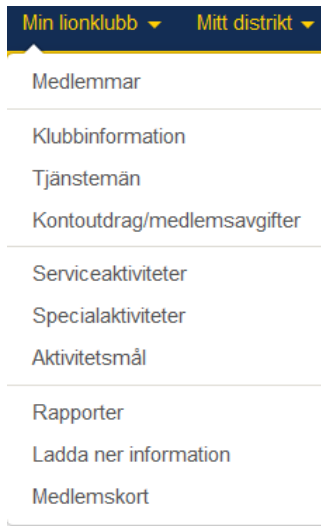 Min lionklubb Mitt distrikt
Medlemmar
Klubbinformation
Tjänstemän
Kontoutdrag/medlemsavgifter
Serviceaktiviteter
Specialaktiviteter
Aktivitetsmål
Rapporter
Ladda ner information
Medlemskort